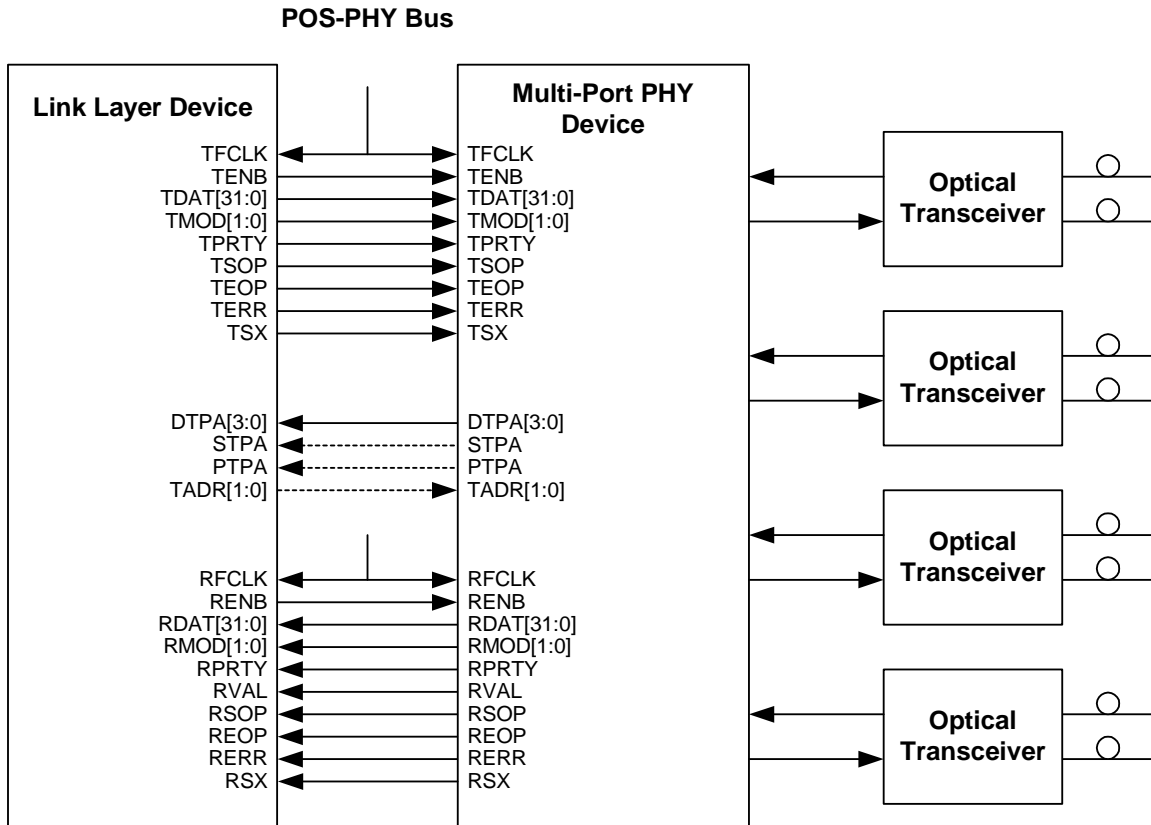 POS-PHY Bus
Link Layer Device
TFCLK
TENB
TDAT[31:0]
TMOD[1:0]
TPRTY
TSOP
TEOP
TERR
TSX
DTPA[3:0]
STPA
PTPA
TADR[1:0]
RFCLK
RENB
RDAT[31:0]
RMOD[1:0]
RPRTY
RVAL
RSOP
REOP
RERR
RSX
Multi-Port PHY
Device
TFCLK
TENB
TDAT[31:0]
TMOD[1:0]
TPRTY
TSOP
TEOP
TERR
TSX
DTPA[3:0]
STPA
PTPA
TADR[1:0]
RFCLK
RENB
RDAT[31:0]
RMOD[1:0]
RPRTY
RVAL
RSOP
REOP
RERR
RSX
Optical
Transceiver
Optical
Transceiver
Optical
Transceiver
Optical
Transceiver